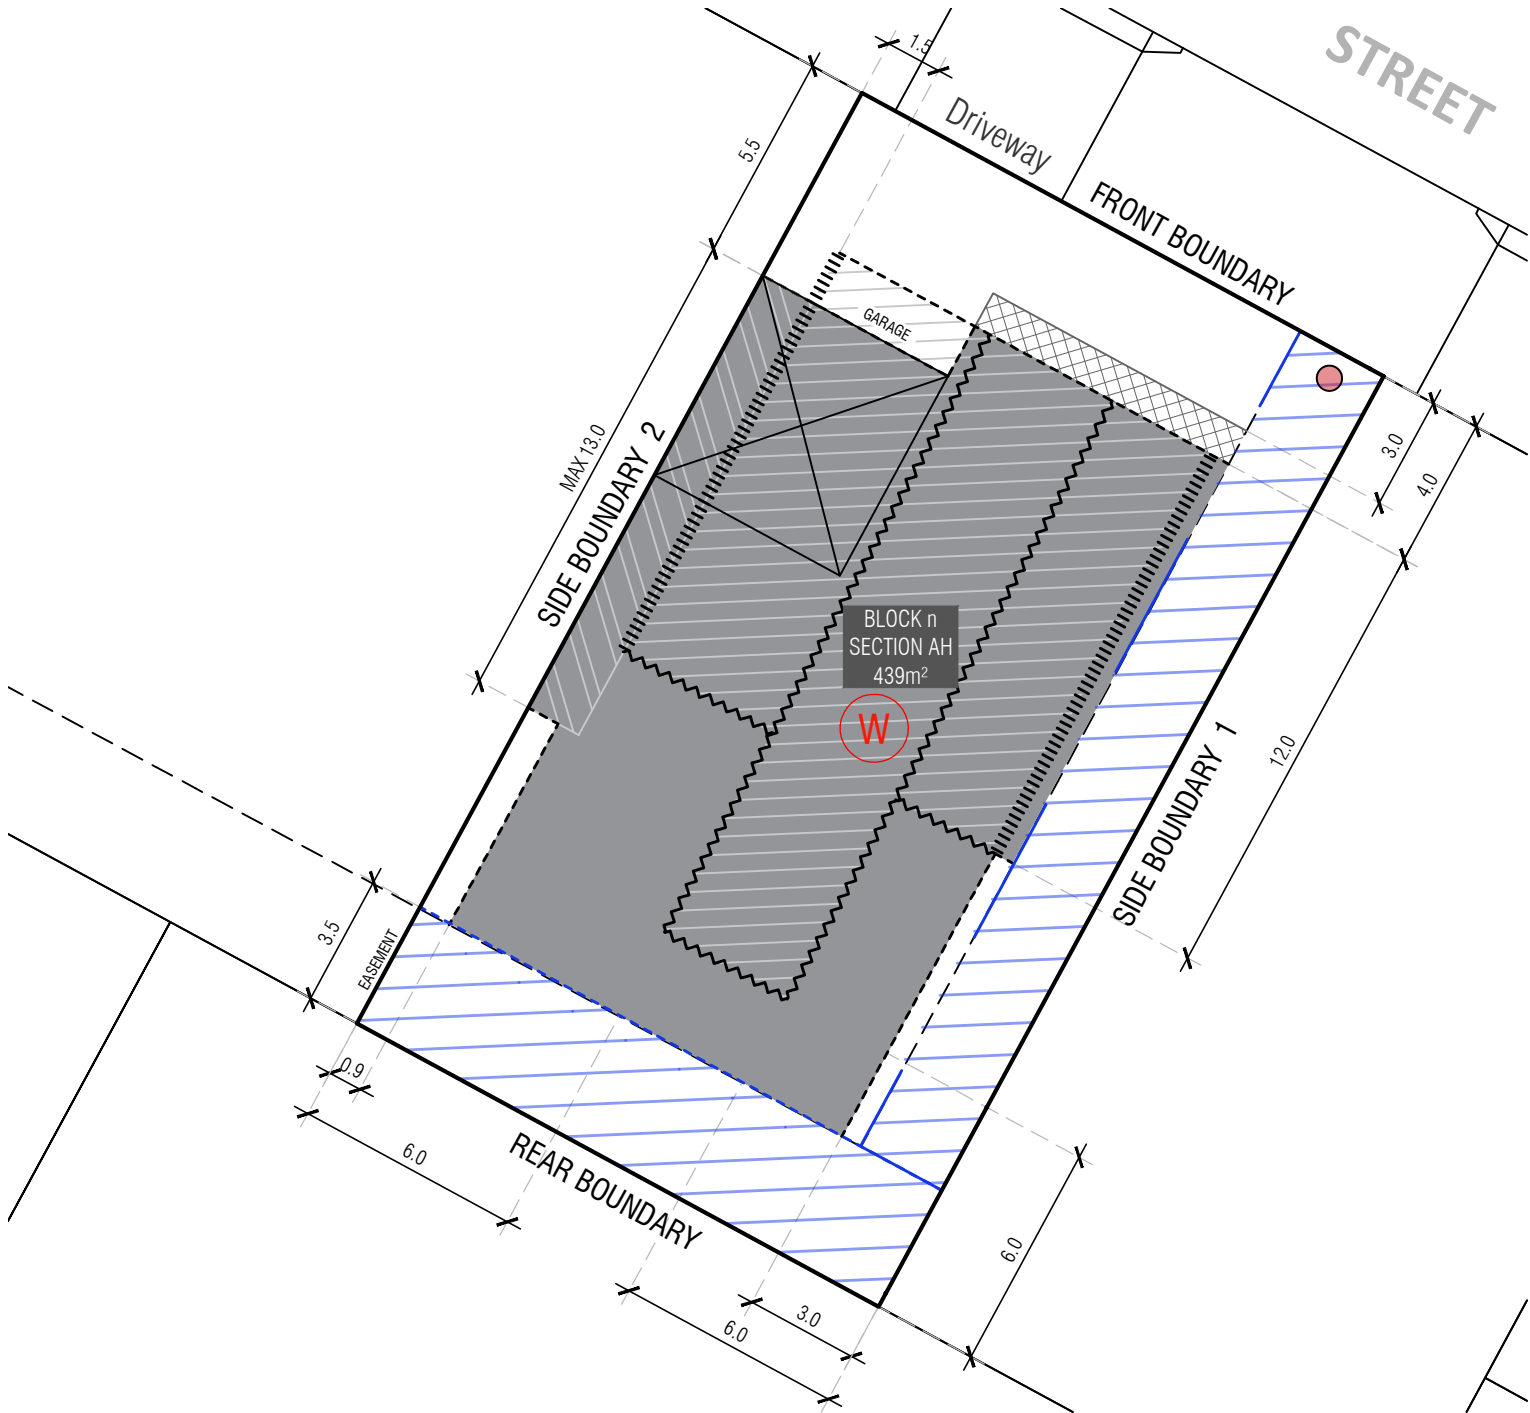 STREET
1.5
Driveway
5.5
FRONT BOUNDARY
GARAGE
3.0
4.0
MAX 13.0
SIDE BOUNDARY 2
BLOCK n
SECTION AH
439m²
W
12.0
SIDE BOUNDARY 1
3.5
EASEMENT
0.9
6.0
REAR BOUNDARY
6.0
3.0
6.0